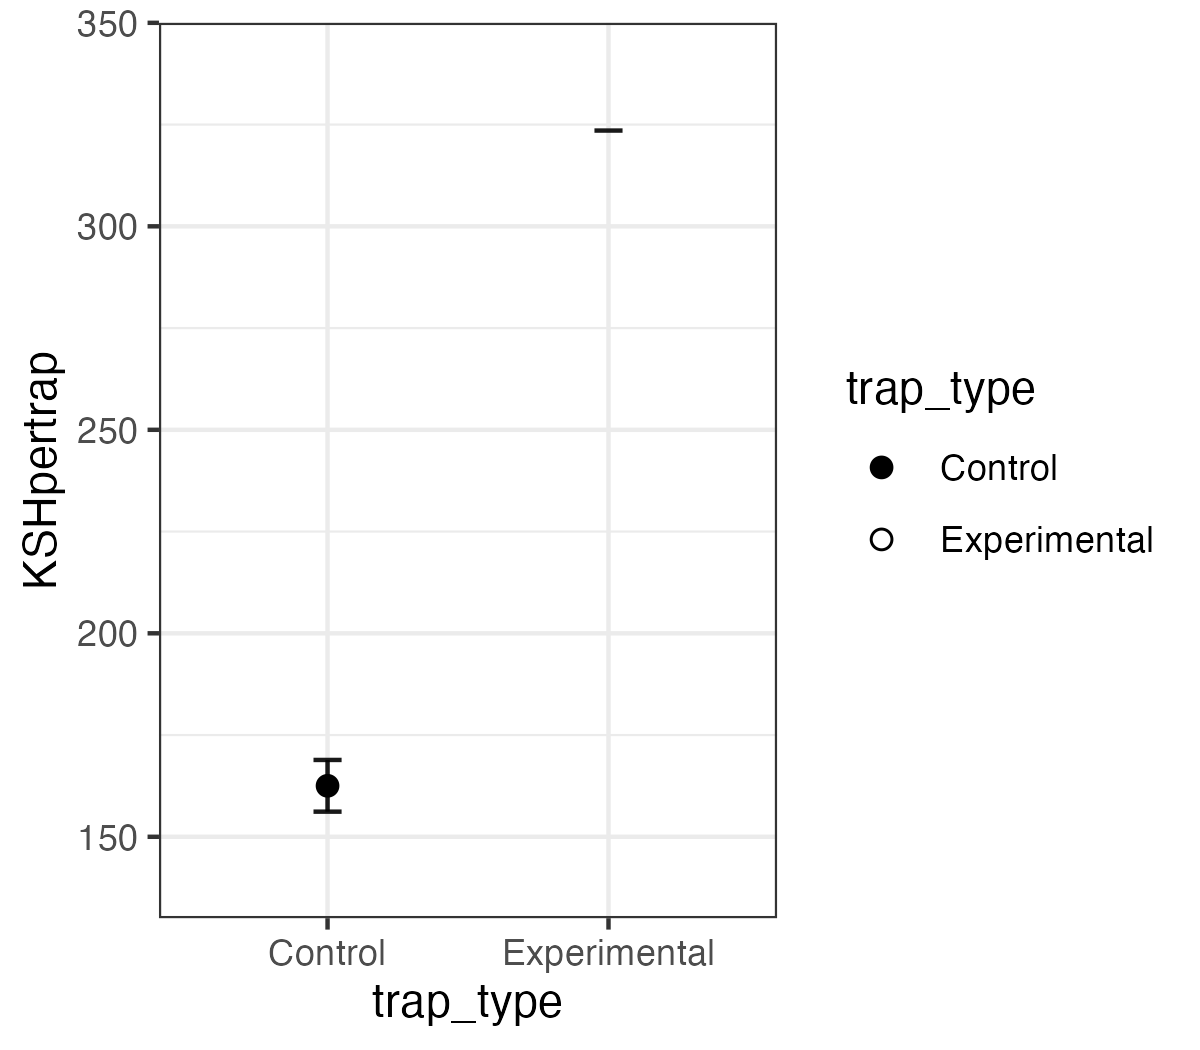 350
300
250
200
150
KSHpertrap
Control
Experimental
trap_type
trap_type
Control
Experimental